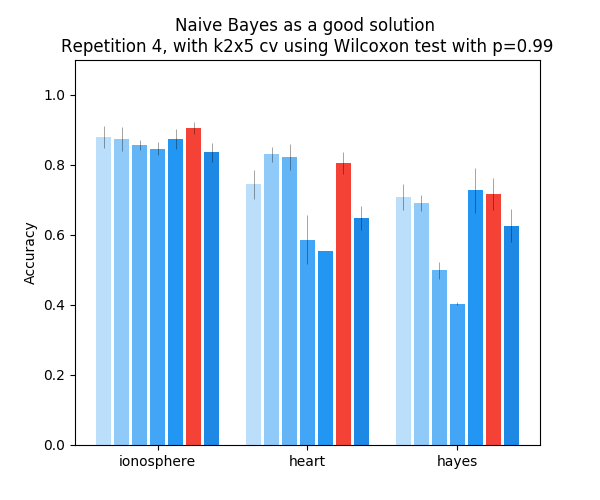 Naive Bayes as a good solution
Repetition 4, with k2x5 cv using Wilcoxon test with p=0.99
1.0
0.8
0.6
0.4
0.2
0.0
Accuracy
ionosphere
heart
hayes